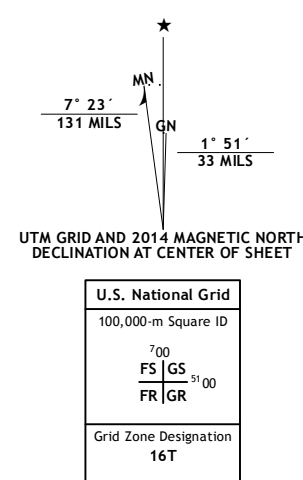 MN
7° 23´
131 MILS
GN
1° 51´
33 MILS
UTM GRID AND 2014 MAGNETIC NORTH
DECLINATION AT CENTER OF SHEET
U.S. National Grid
100,000-m Square ID
700
FS GS
5100
FR GR
Grid Zone Designation
16T